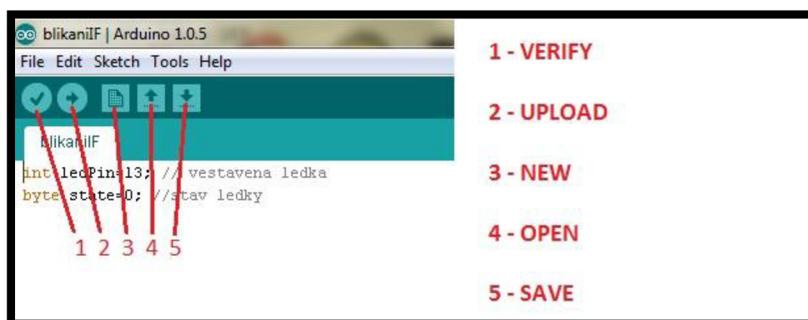 blikaniIF | Arduino 1.0.5
File Edit Sketch Tools Help
blikaniIF
int ledPin=13; // vestavena ledka
byte state=0; //stav ledky
1 2 3 4 5
1 - VERIFY
2 - UPLOAD
3 - NEW
4 - OPEN
5 - SAVE